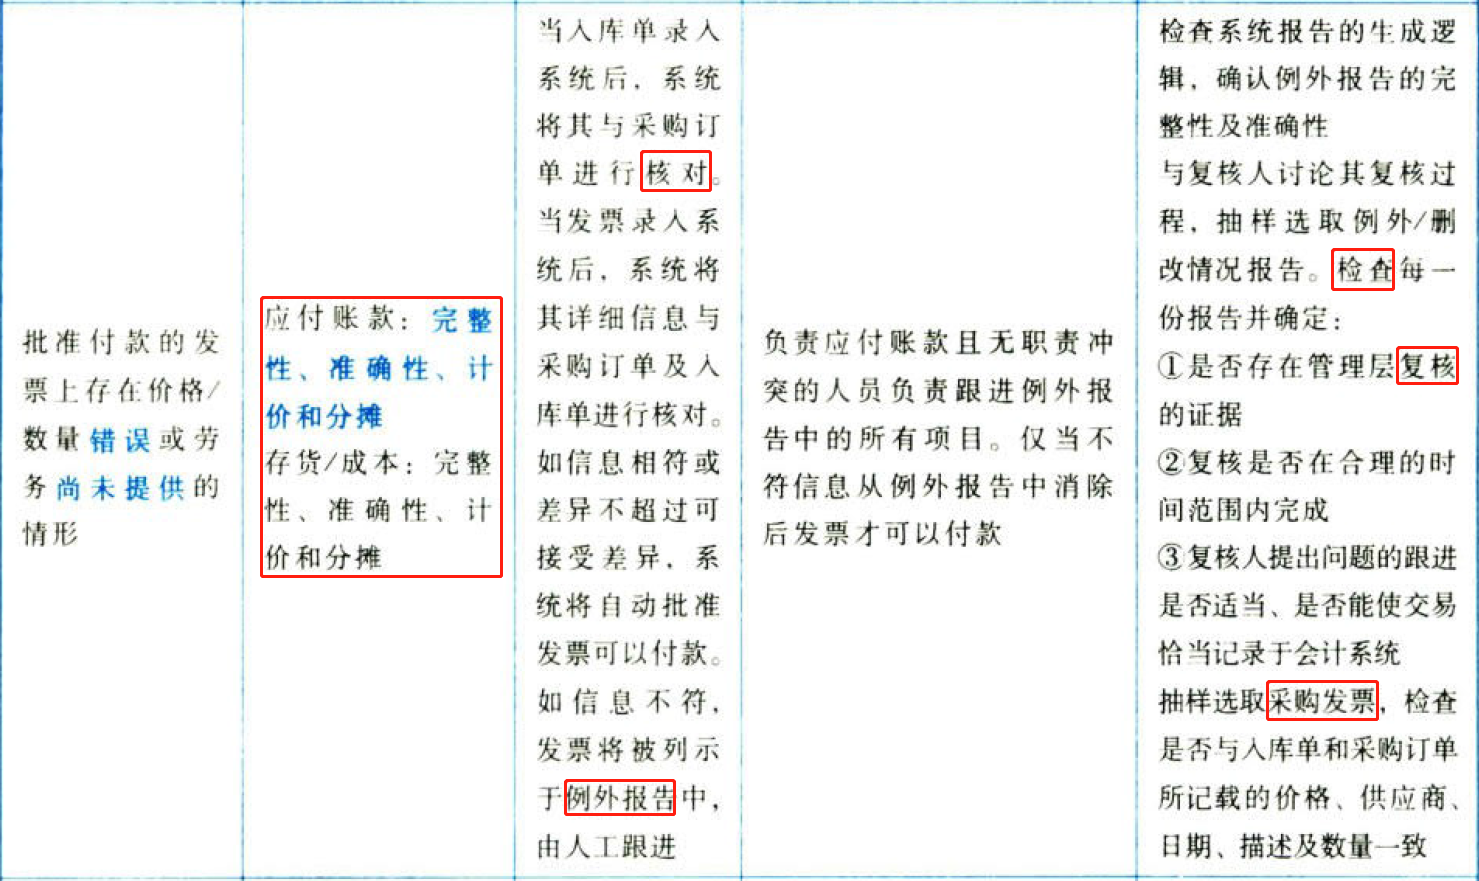 批准付款的发
票上存在价格/
数量错误或劳
务尚未提供的
情形
应付账款：完整
性、准确性、计
价和分摊
存货/成本：完整
性、准确性、计
价和分摊
当入库单录入
系统后，系统
将其与采购订
单进行核对。
当发票录入系
统后，系统将
其详细信息与
采购订单及入
库单进行核对。
如信息相符或
差异不超过可
接受差异，系
统将自动批准
发票可以付款。
如信息不符，
发票将被列示
于例外报告中，
由人工跟进
负责应付账款且无职责冲
突的人员负责跟进例外报
告中的所有项目。仅当不
符信息从例外报告中消除
后发票才可以付款
检查系统报告的生成逻
辑，确认例外报告的完
整性及准确性
与复核人讨论其复核过
程，抽样选取例外/删
改情况报告。检查每一
份报告并确定：
①是否存在管理层复核
的证据
②复核是否在合理的时
间范围内完成
③复核人提出问题的跟进
是否适当、是否能使交易
恰当记录于会计系统
抽样选取采购发票，检查
是否与入库单和采购订单
所记载的价格、供应商、
日期、描述及数量一致